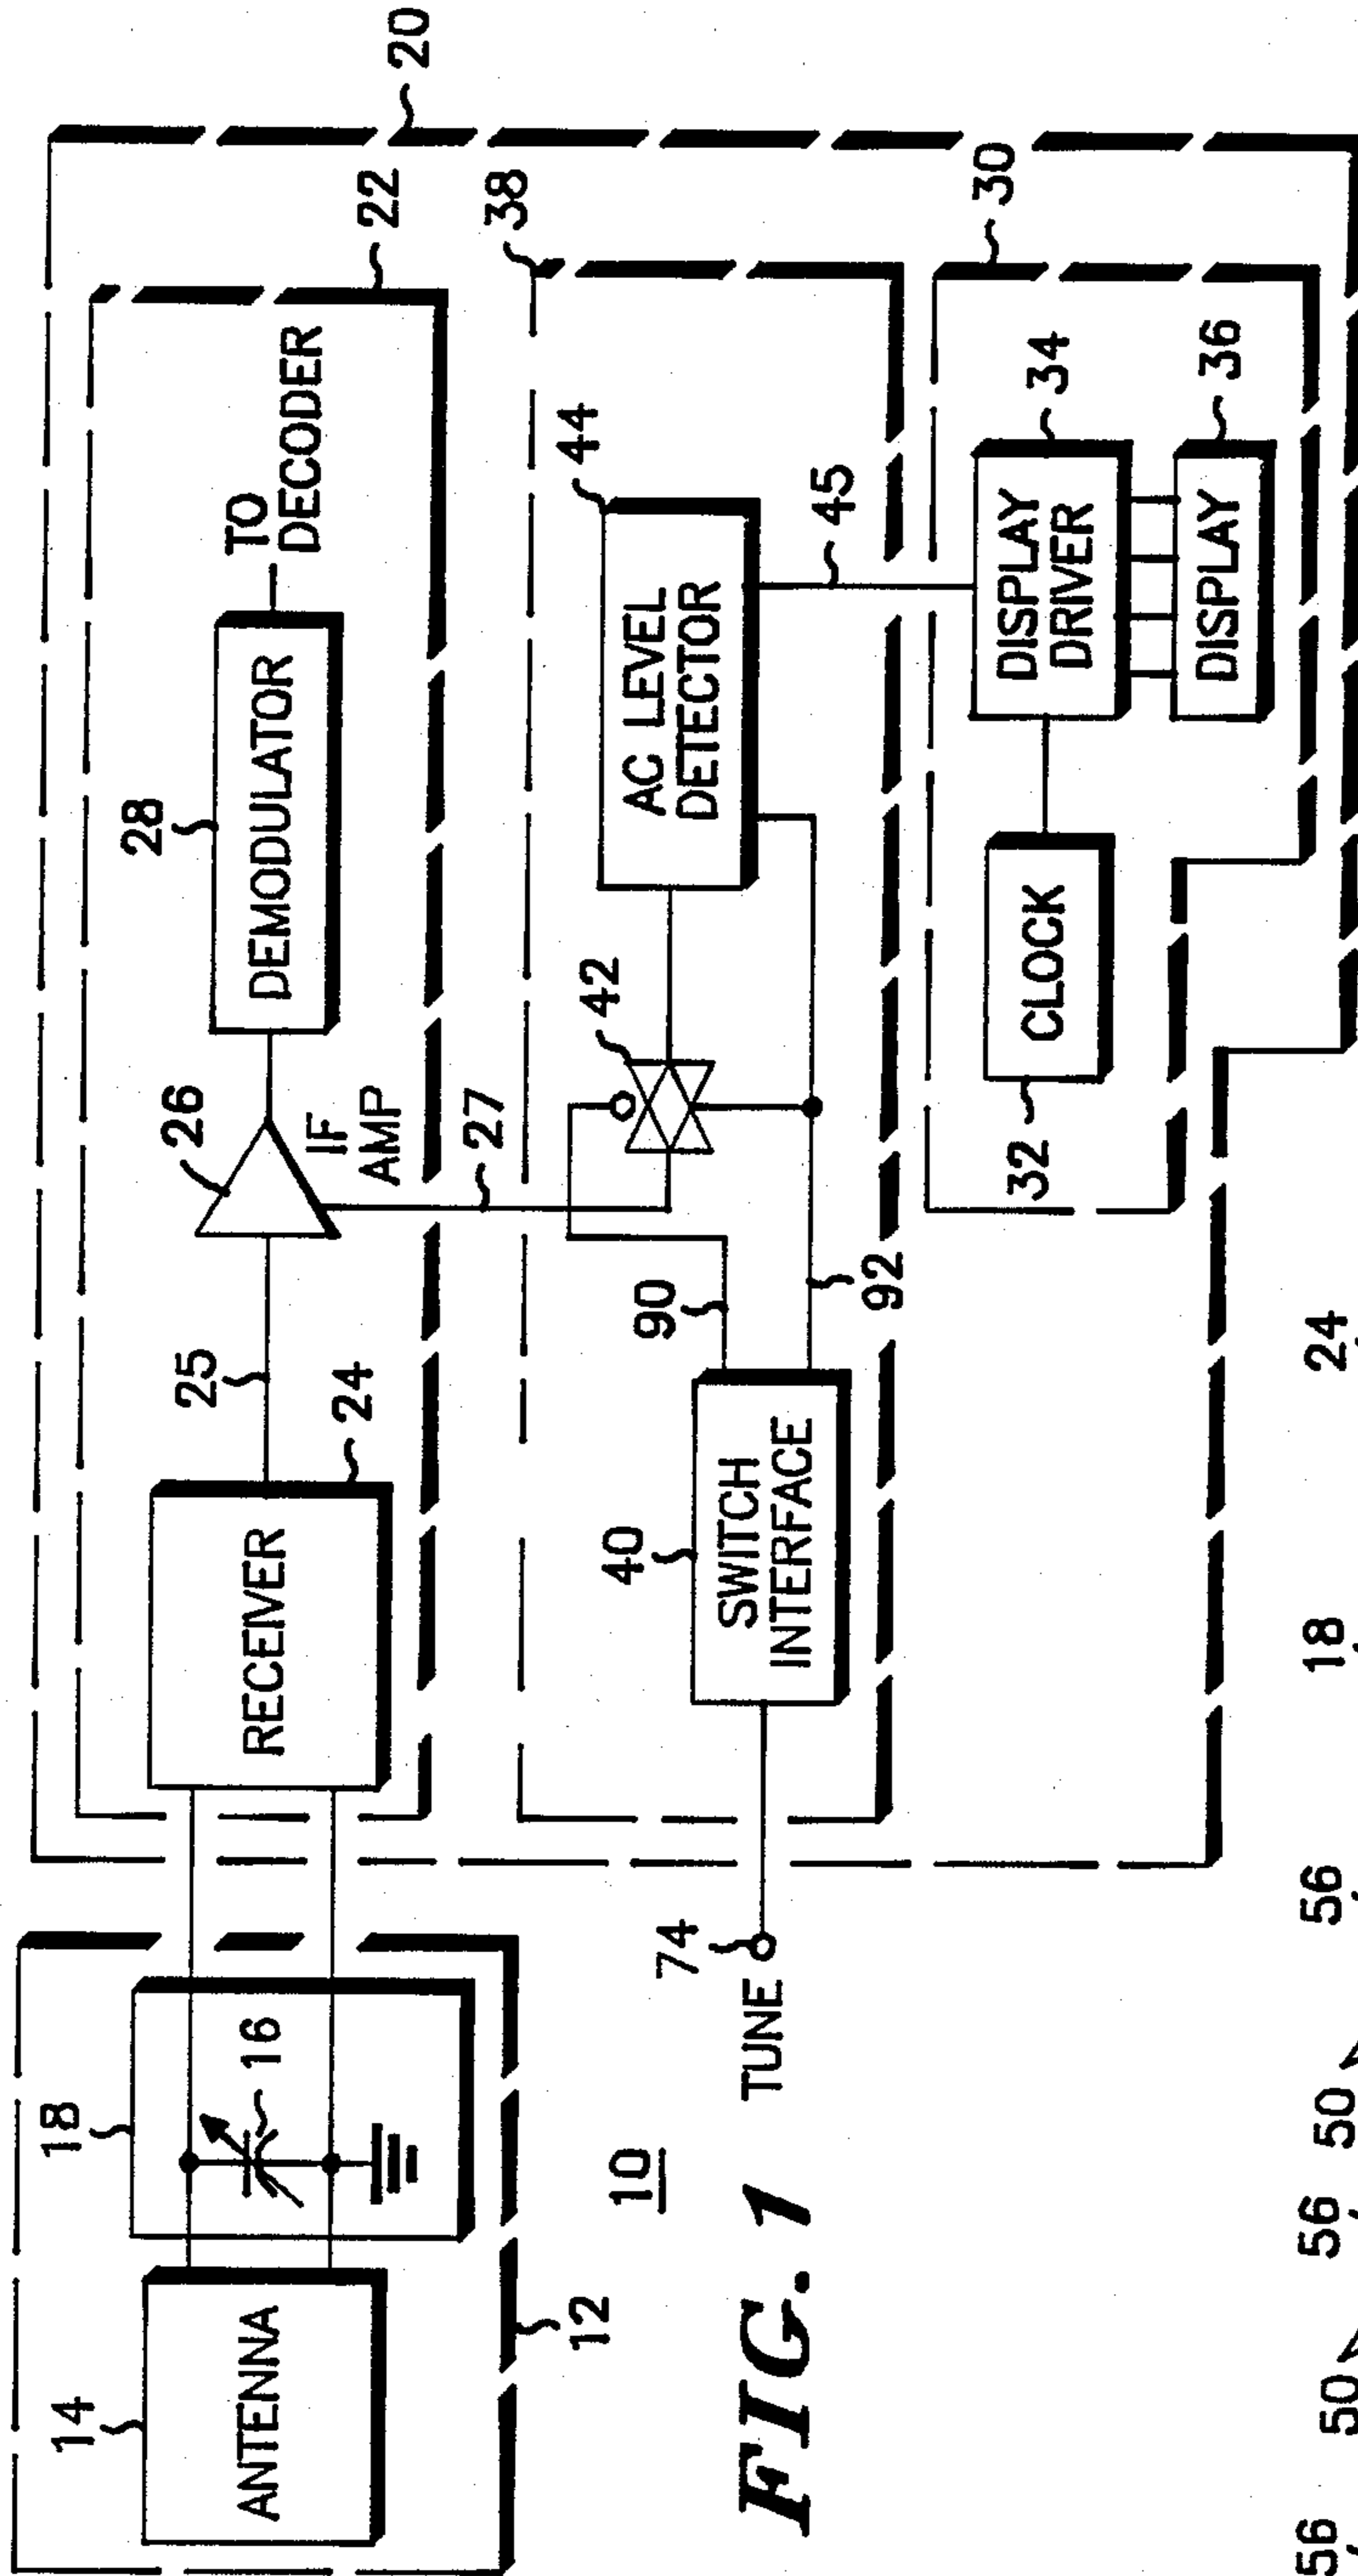 20
22
28
DEMODULATOR
TO
DECODER
26
IF
AMP
25
RECEIVER
24
27
18
16
14
ANTENNA
12
38
44
AC LEVEL
DETECTOR
42
45
90
92
40
SWITCH
INTERFACE
74
TUNE
30
34
DISPLAY
DRIVER
36
DISPLAY
CLOCK
32
10
FIG. 1
56
50
56
50
56
18
24